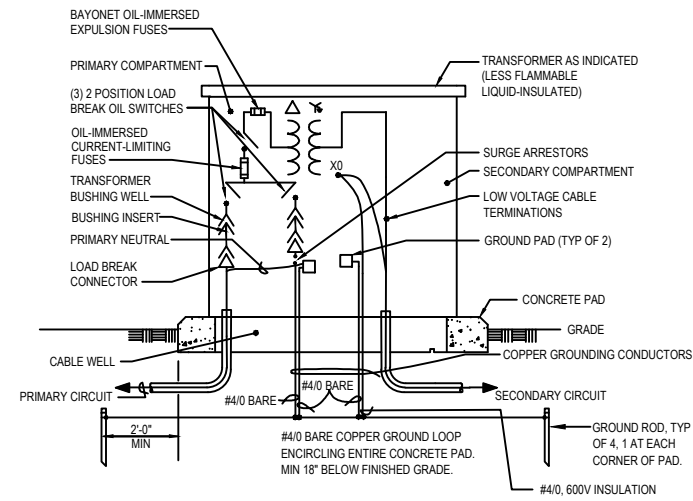 BAYONET OIL-IMMERSED
EXPULSION FUSES
PRIMARY COMPARTMENT
(3) 2 POSITION LOAD
BREAK OIL SWITCHES
OIL-IMMERSED
CURRENT-LIMITING
FUSES
TRANSFORMER
BUSHING WELL
BUSHING INSERT
PRIMARY NEUTRAL
LOAD BREAK
CONNECTOR
X0
TRANSFORMER AS INDICATED
(LESS FLAMMABLE
LIQUID-INSULATED)
SURGE ARRESTORS
SECONDARY COMPARTMENT
LOW VOLTAGE CABLE
TERMINATIONS
GROUND PAD (TYP OF 2)
CONCRETE PAD
GRADE
COPPER GROUNDING CONDUCTORS
CABLE WELL
PRIMARY CIRCUIT
#4/0 BARE
#4/0 BARE
SECONDARY CIRCUIT
2'-0"
MIN
#4/0 BARE COPPER GROUND LOOP
ENCIRCLING ENTIRE CONCRETE PAD.
MIN 18" BELOW FINISHED GRADE.
GROUND ROD, TYP
OF 4, 1 AT EACH
CORNER OF PAD.
#4/0, 600V INSULATION